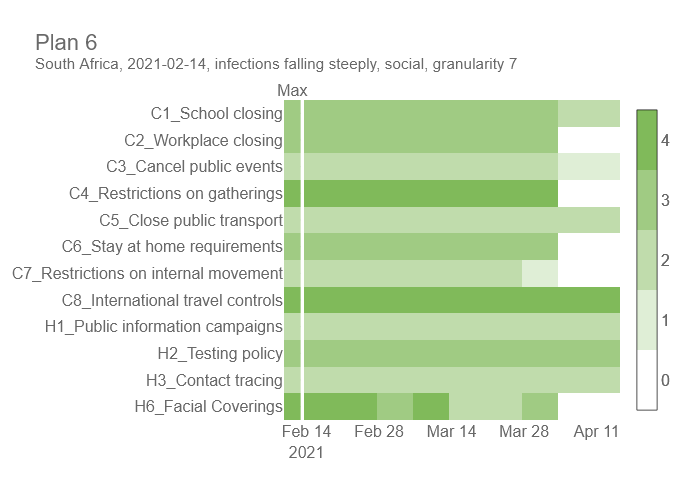 Plan 6
South Africa, 2021-02-14, infections falling steeply, social, granularity 7
Max
C1_School closing
C2_Workplace closing
C3_Cancel public events
C4_Restrictions on gatherings
C5_Close public transport
C6_Stay at home requirements
C7_Restrictions on internal movement
C8_International travel controls
H1_Public information campaigns
H2_Testing policy
H3_Contact tracing
H6_Facial Coverings
4
3
2
1
0
Feb 14 Feb 28 Mar 14 Mar 28 Apr 11
2021